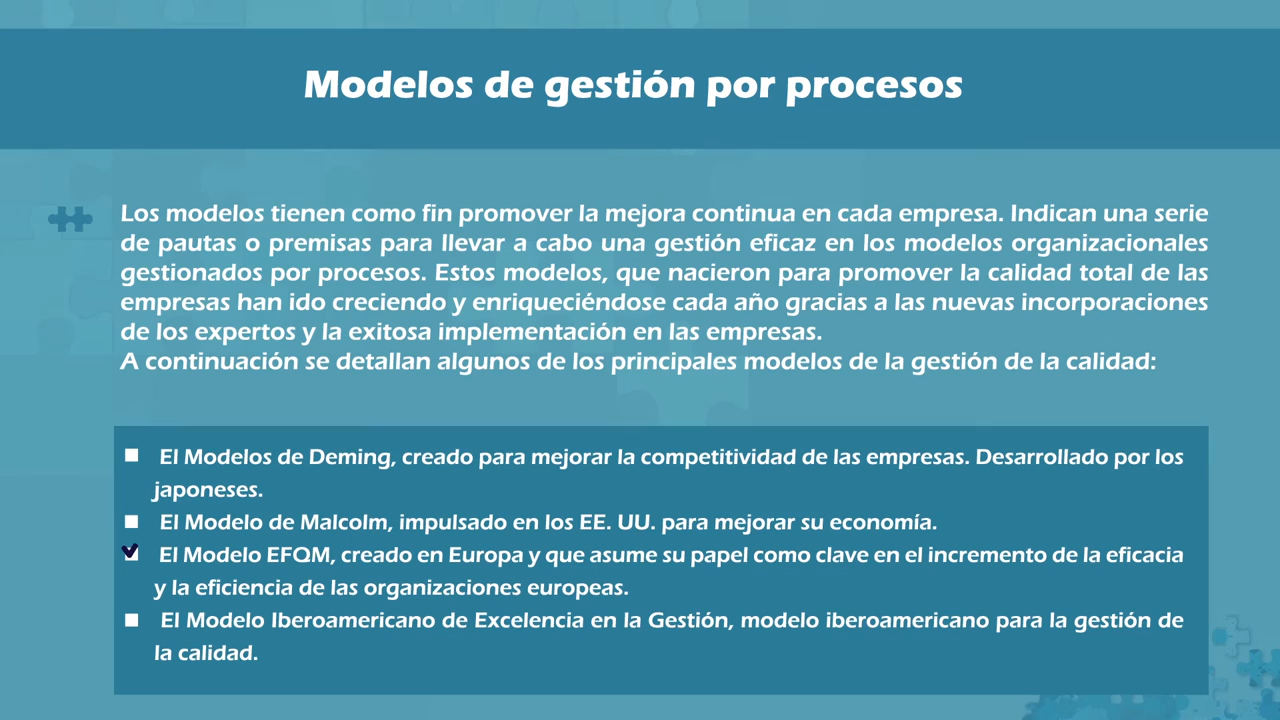 Modelos de gestión por procesos
Los modelos tienen como fin promover la mejora continua en cada empresa. Indican una serie
de pautas o premisas para llevar a cabo una gestión eficaz en los modelos organizacionales
gestionados por procesos. Estos modelos, que nacieron para promover la calidad total de las
empresas han ido creciendo y enriqueciéndose cada año gracias a las nuevas incorporaciones
de los expertos y la exitosa implementación en las empresas.
A continuación se detallan algunos de los principales modelos de la gestión de la calidad:
El Modelos de Deming, creado para mejorar la competitividad de las empresas. Desarrollado por los
japoneses.
El Modelo de Malcolm, impulsado en los EE. UU. para mejorar su economía.
El Modelo EFQM, creado en Europa y que asume su papel como clave en el incremento de la eficacia
y la eficiencia de las organizaciones europeas.
El Modelo Iberoamericano de Excelencia en la Gestión, modelo iberoamericano para la gestión de
la calidad.